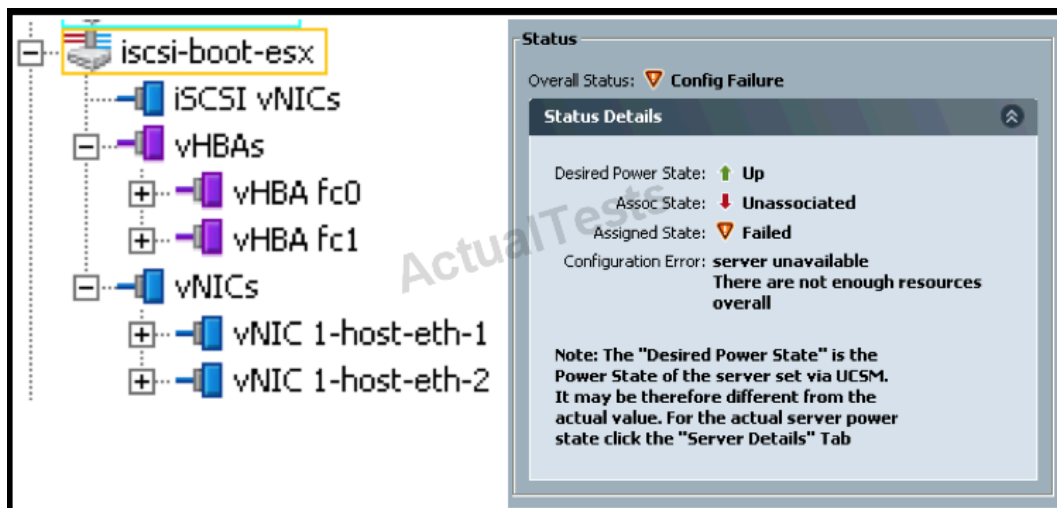 iscsi-boot-esx
iSCSI vNICs
vHBAs
vHBA fc0
vHBA fc1
vNICs
vNIC 1-host-eth-1
vNIC 1-host-eth-2
Status
Overall Status: Config Failure
Status Details
Desired Power State: Up
Assoc State: Unassociated
Assigned State: Failed
Configuration Error: server unavailable
There are not enough resources
overall
Note: The "Desired Power State" is the
Power State of the server set via UCSM.
It may be therefore different from the
actual value. For the actual server power
state click the "Server Details" Tab
ActualTests